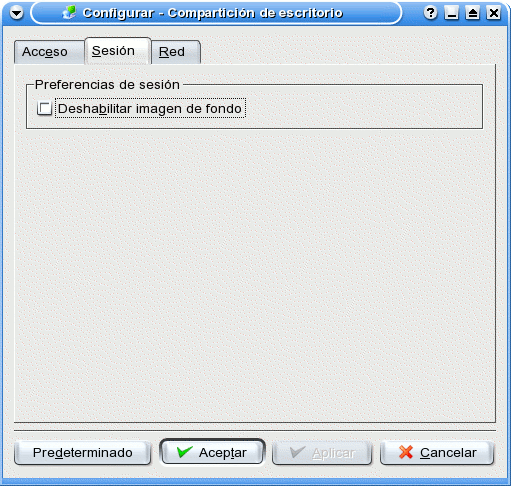 Configurar - Compartición de escritorio
Acceso Sesión Red
Preferencias de sesión
Deshabilitar imagen de fondo
Predeterminado Aceptar Aplicar Cancelar